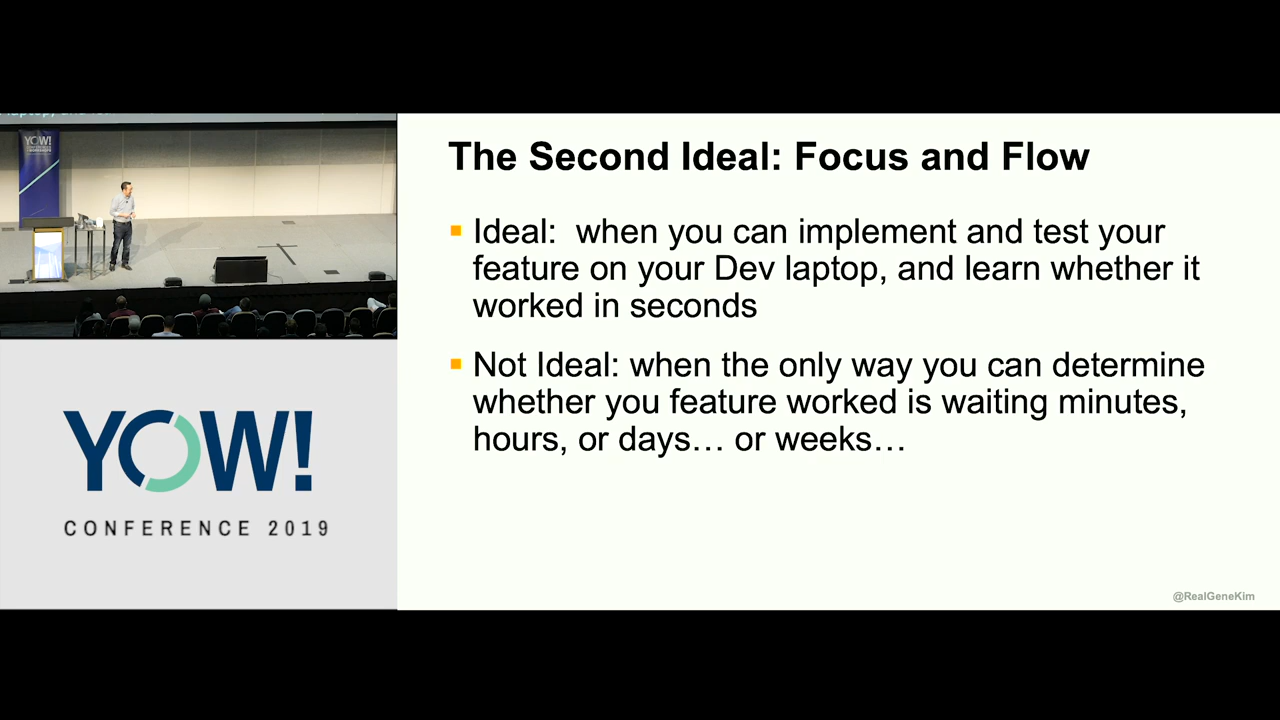 The Second Ideal: Focus and Flow
Ideal:  when you can implement and test your
feature on your Dev laptop, and learn whether it
worked in seconds
Not Ideal: when the only way you can determine
whether you feature worked is waiting minutes,
hours, or days… or weeks…
@RealGeneKim
YOW!
YOW!
CONFERENCE 2019